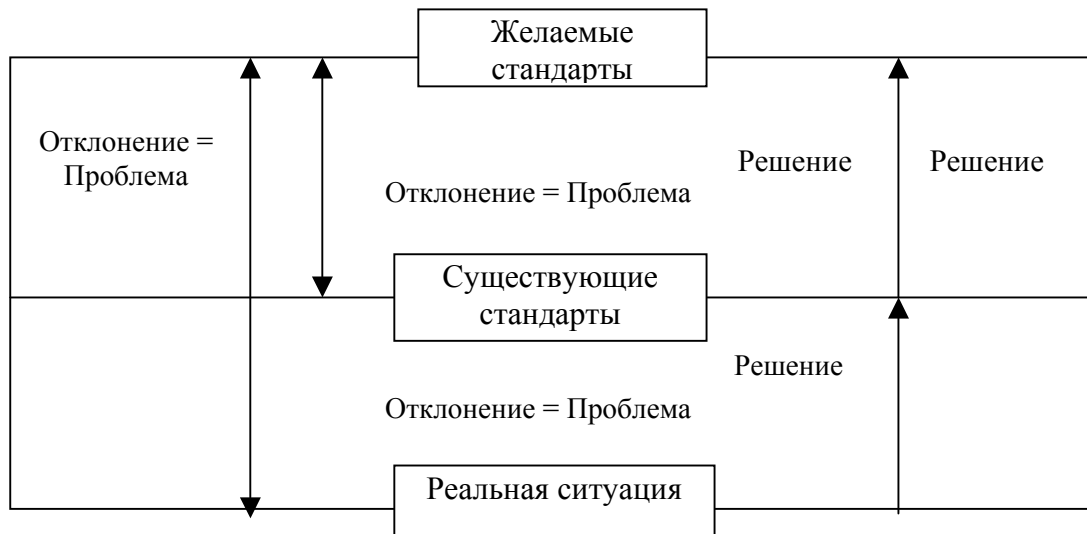 Желаемые
стандарты
Отклонение =
Проблема
Решение
Решение
Отклонение = Проблема
Существующие
стандарты
Решение
Отклонение = Проблема
Реальная ситуация